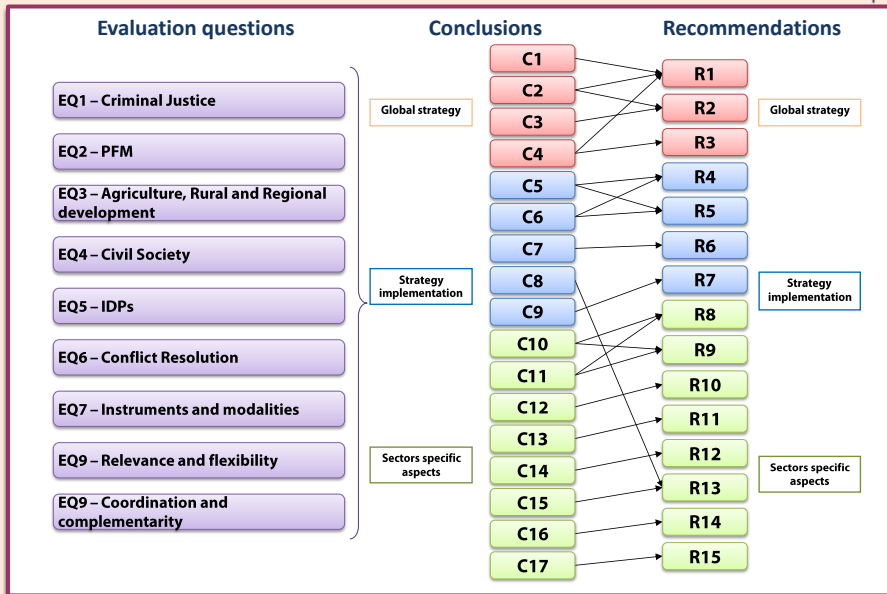 Evaluation questions
Conclusions
Recommendations
EQ1 – Criminal Justice
EQ2 – PFM
EQ3 – Agriculture, Rural and Regional
development
EQ4 – Civil Society
EQ5 – IDPs
EQ6 – Conflict Resolution
EQ7 – Instruments and modalities
EQ9 – Relevance and flexibility
EQ9 – Coordination and
complementarity
Global strategy
Strategy
implementation
Sectors specific
aspects
C1
C2
C3
C4
C5
C6
C7
C8
C9
C10
C11
C12
C13
C14
C15
C16
C17
R1
R2
R3
R4
R5
R6
R7
R8
R9
R10
R11
R12
R13
R14
R15
Global strategy
Strategy
implementation
Sectors specific
aspects